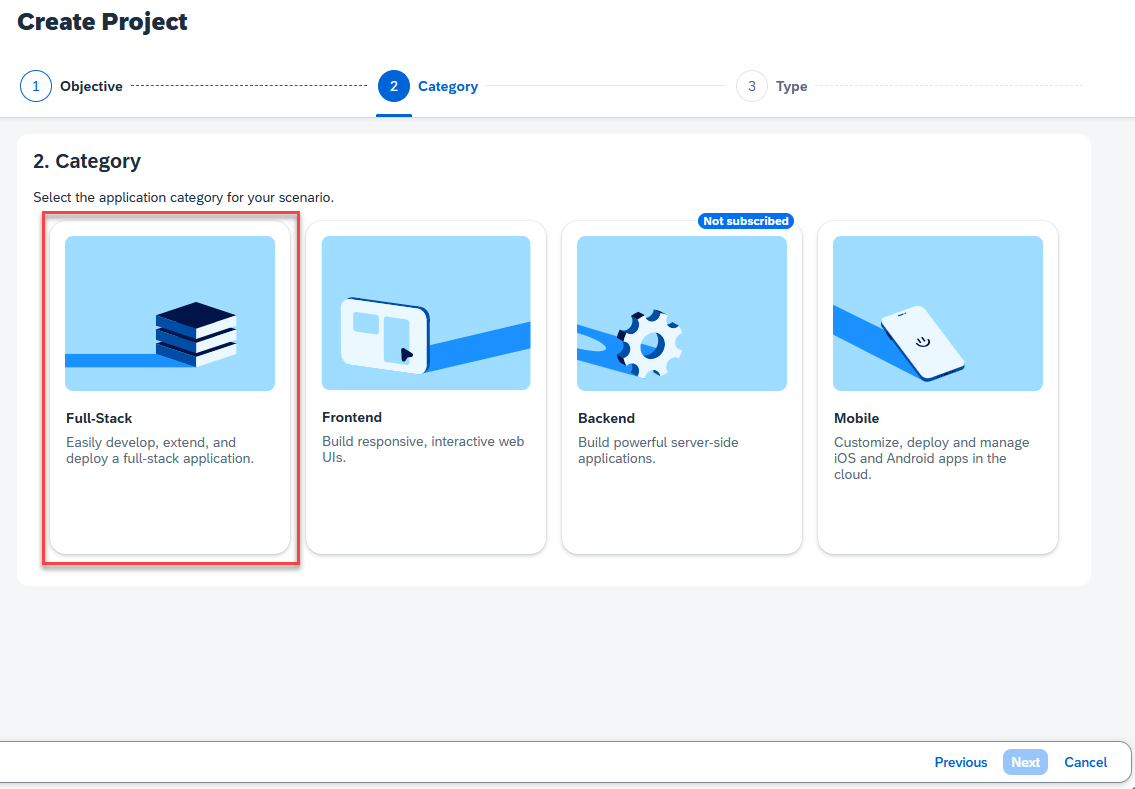 Create Project
1 Objective 2 Category 3 Type
2. Category
Select the application category for your scenario.
Not subscribed
Full-Stack
Easily develop, extend, and
deploy a full-stack application.
Frontend
Build responsive, interactive web
UIs.
Backend
Build powerful server-side
applications.
Mobile
Customize, deploy and manage
iOS and Android apps in the
cloud.
Previous Next Cancel